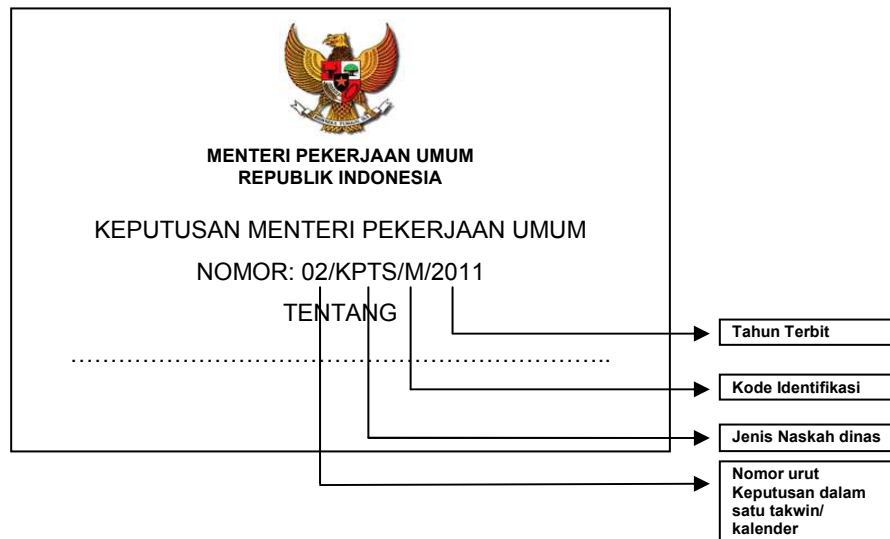 MENTERI PEKERJAAN UMUM
REPUBLIK INDONESIA
KEPUTUSAN MENTERI PEKERJAAN UMUM
NOMOR: 02/KPTS/M/2011
TENTANG
………………………………………………………..
Tahun Terbit
Kode Identifikasi
Jenis Naskah dinas
Nomor urut
Keputusan dalam
satu takwin/
kalender